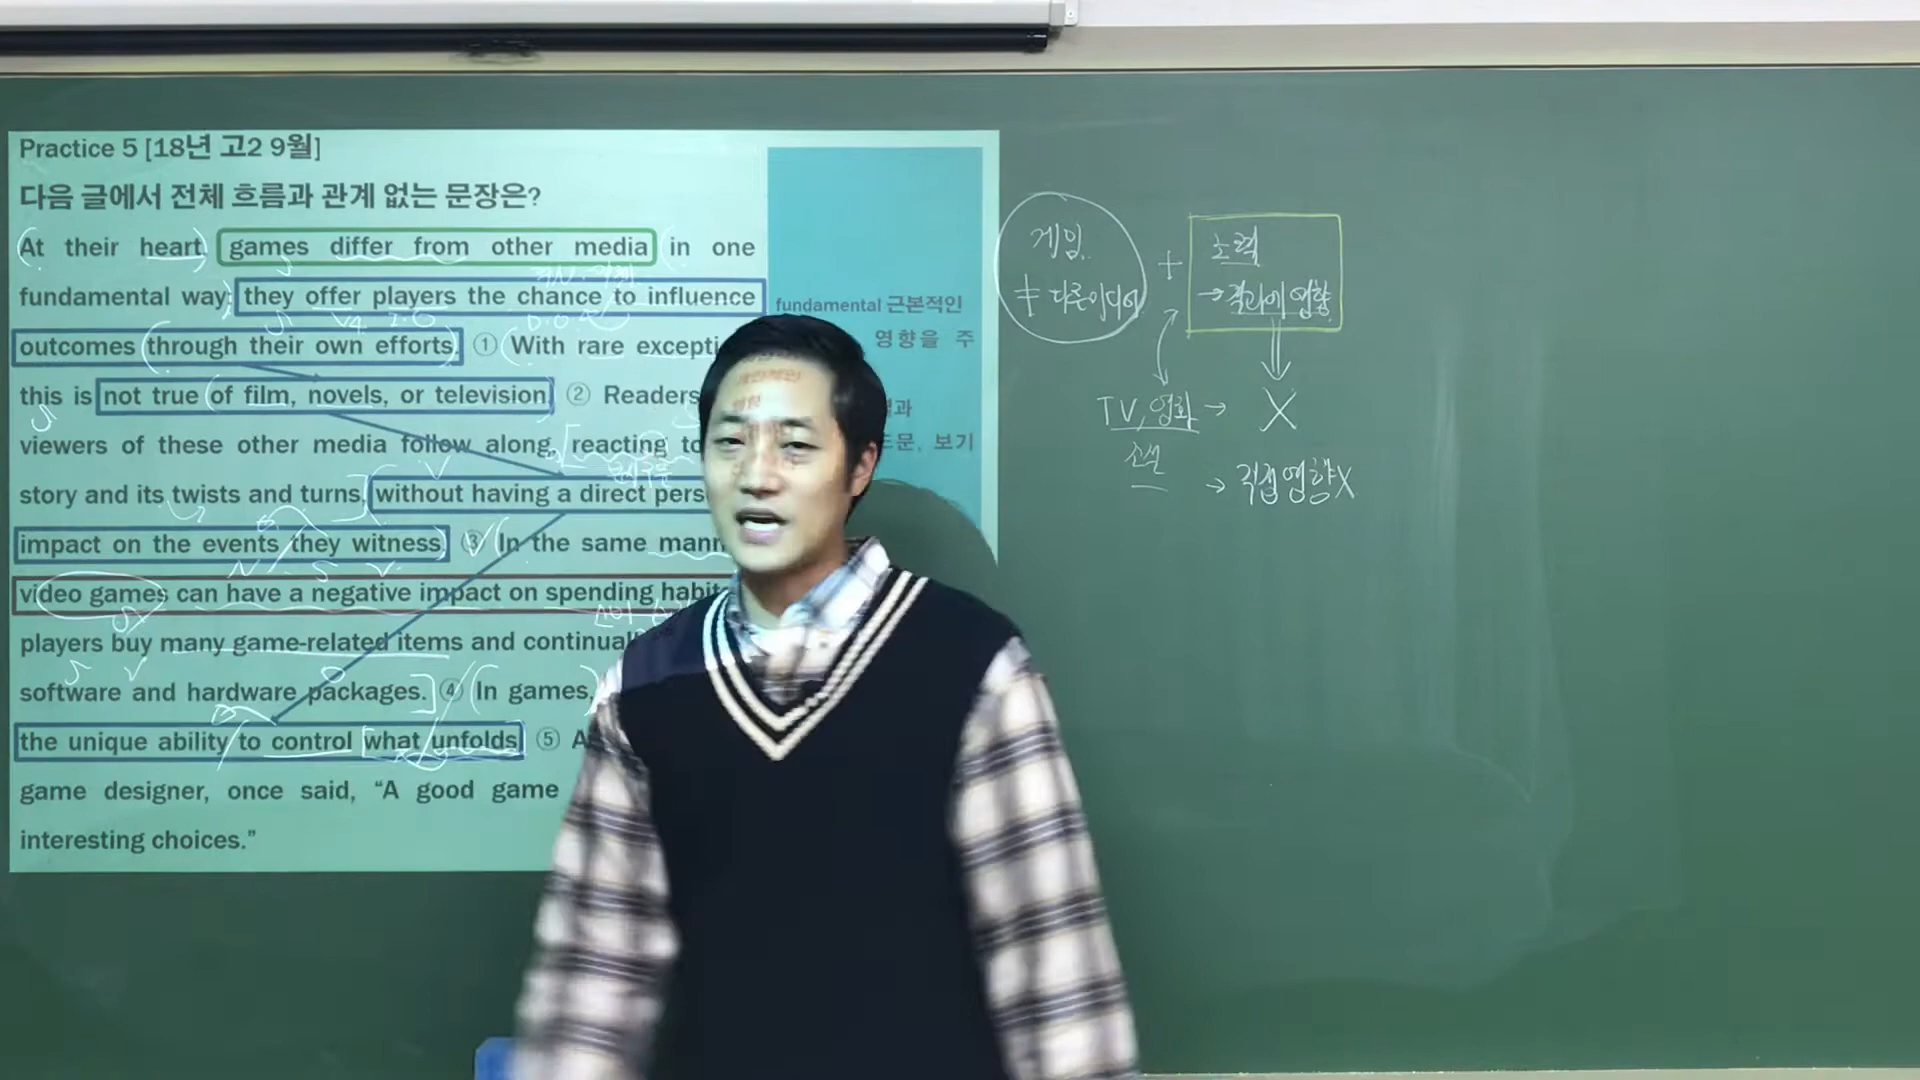 Practice 5 [18년 고2 9월]
다음 글에서 전체 흐름과 관계 없는 문장은?
At their heart, games differ from other media in one
fundamental way: they offer players the chance to influence
outcomes through their own efforts. ① With rare
this is not true of film, novels, or television. ② Readers
viewers of these other media follow along, reacting to
story and its twists and turns, without having a direct
impact on the events they witness. ③ In the same
video games can have a negative impact on spending
players buy many game-related items and
software and hardware packages. ④ In games,
the unique ability to control what unfolds. ⑤
game designer, once said, “A good game
interesting choices.”
fundamental 근본적인
영향을 주
보기
게임
≠ 다른미디어
+
노력
→ 결과에 영향
TV, 영화 → X
소설
→ 직접영향X